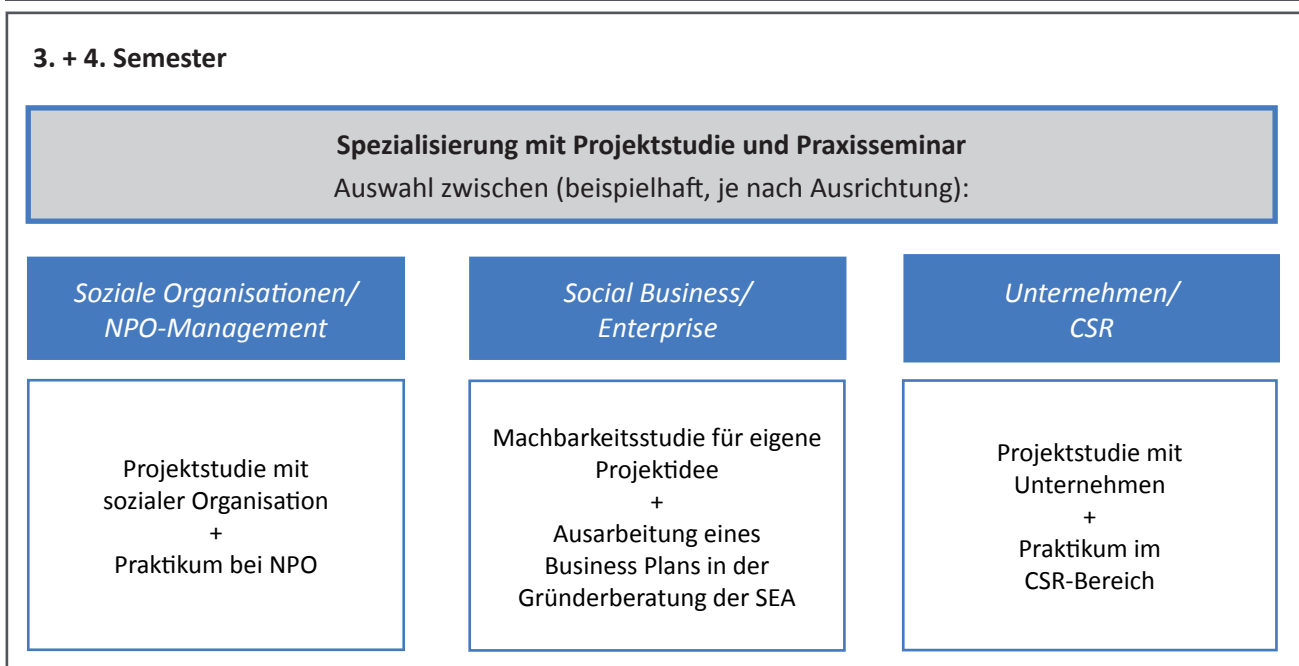 3. + 4. Semester
Spezialisierung mit Projektstudie und Praxisseminar
Auswahl zwischen (beispielhaft, je nach Ausrichtung):
Soziale Organisationen/
NPO-Management
Projektstudie mit
sozialer Organisation
+
Praktikum bei NPO
Social Business/
Enterprise
Machbarkeitsstudie für eigene
Projektidee
+
Ausarbeitung eines
Business Plans in der
Gründerberatung der SEA
Unternehmen/
CSR
Projektstudie mit
Unternehmen
+
Praktikum im
CSR-Bereich